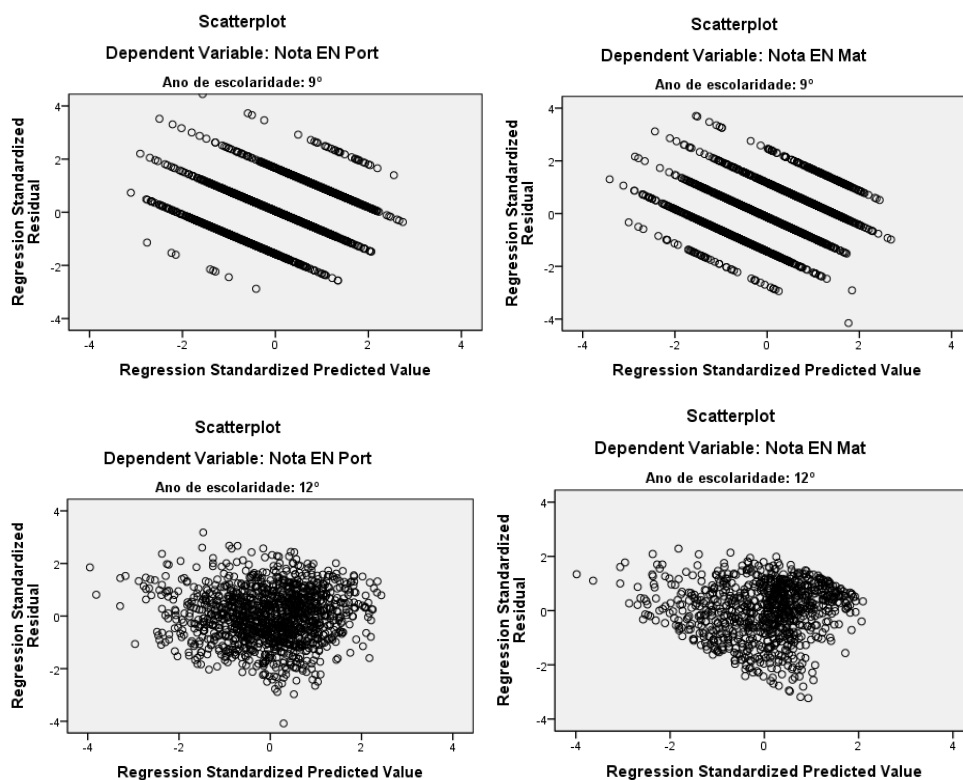 Scatterplot
Dependent Variable: Nota EN Port
Ano de escolaridade: 9º
Regression Standardized
Residual
4
2
0
-2
-4
-4
-2
0
2
4
Regression Standardized Predicted Value
Scatterplot
Dependent Variable: Nota EN Mat
Ano de escolaridade: 9º
Regression Standardized
Residual
4
2
0
-2
-4
-4
-2
0
2
4
Regression Standardized Predicted Value
Scatterplot
Dependent Variable: Nota EN Port
Ano de escolaridade: 12º
Regression Standardized
Residual
4
2
0
-2
-4
-4
-2
0
2
4
Regression Standardized Predicted Value
Scatterplot
Dependent Variable: Nota EN Mat
Ano de escolaridade: 12º
Regression Standardized
Residual
4
2
0
-2
-4
-4
-2
0
2
4
Regression Standardized Predicted Value